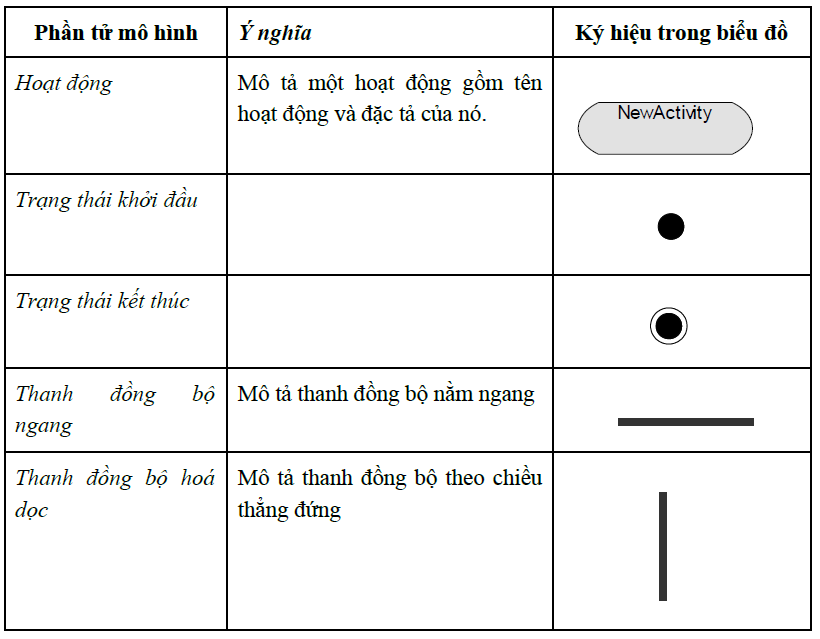 Phần tử mô hình
Ý nghĩa
Ký hiệu trong biểu đồ
Hoạt động
Mô tả một hoạt động gồm tên
hoạt động và đặc tả của nó.
NewActivity
Trạng thái khởi đầu
Trạng thái kết thúc
Thanh đồng bộ
ngang
Mô tả thanh đồng bộ nằm ngang
Thanh đồng bộ hoá
dọc
Mô tả thanh đồng bộ theo chiều
thẳng đứng